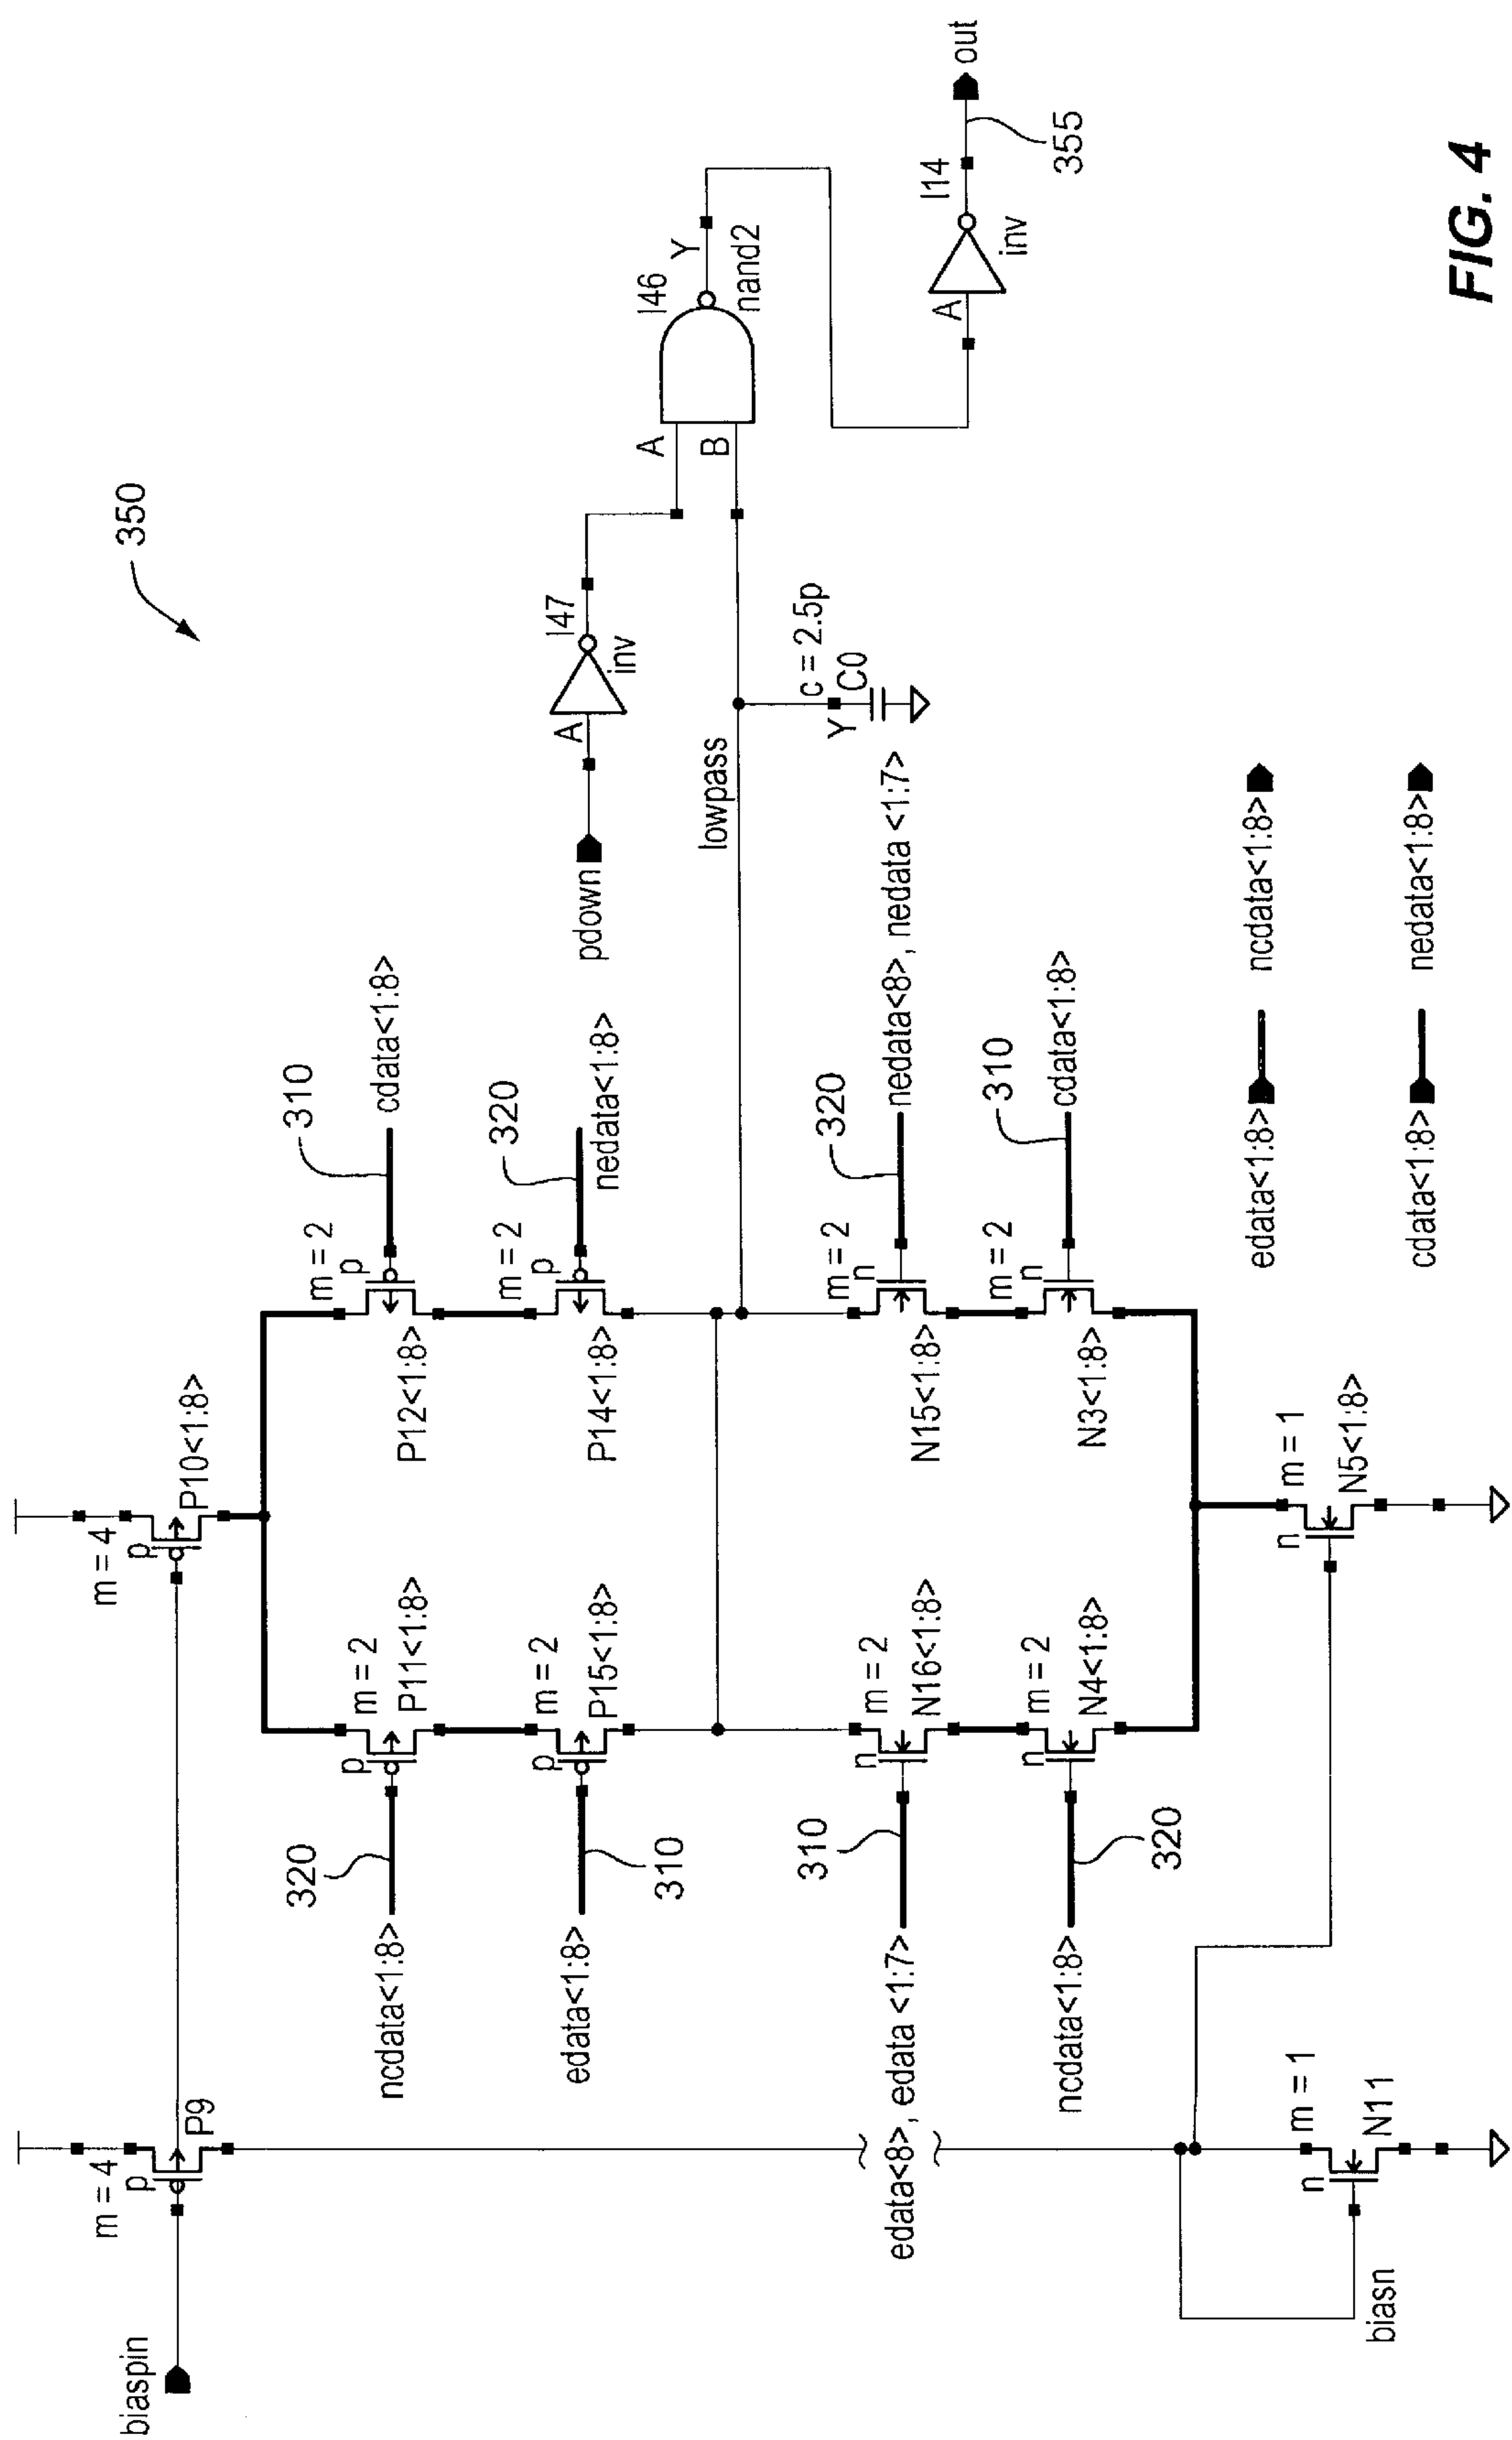 350
biaspin
m = 4
p
P9
m = 4
p
P10<1:8>
320
ncdata<1:8>
p
m = 2
P11<1:8>
m = 2
p
P12<1:8>
310
cdata<1:8>
edata<1:8>
310
p
m = 2
P15<1:8>
m = 2
p
P14<1:8>
320
nedata<1:8>
pdown
A
I47
inv
lowpass
c = 2.5p
Y
C0
A
B
I46
Y
nand2
A
I14
inv
out
355
edata<8>, edata <1:7>
310
n
m = 2
N16<1:8>
m = 2
n
N15<1:8>
320
nedata<8>, nedata <1:7>
ncdata<1:8>
320
n
m = 2
N4<1:8>
m = 2
n
N3<1:8>
310
cdata<1:8>
biasn
n
m = 1
N11
n
m = 1
N5<1:8>
edata<1:8>
ncdata<1:8>
cdata<1:8>
nedata<1:8>
FIG. 4